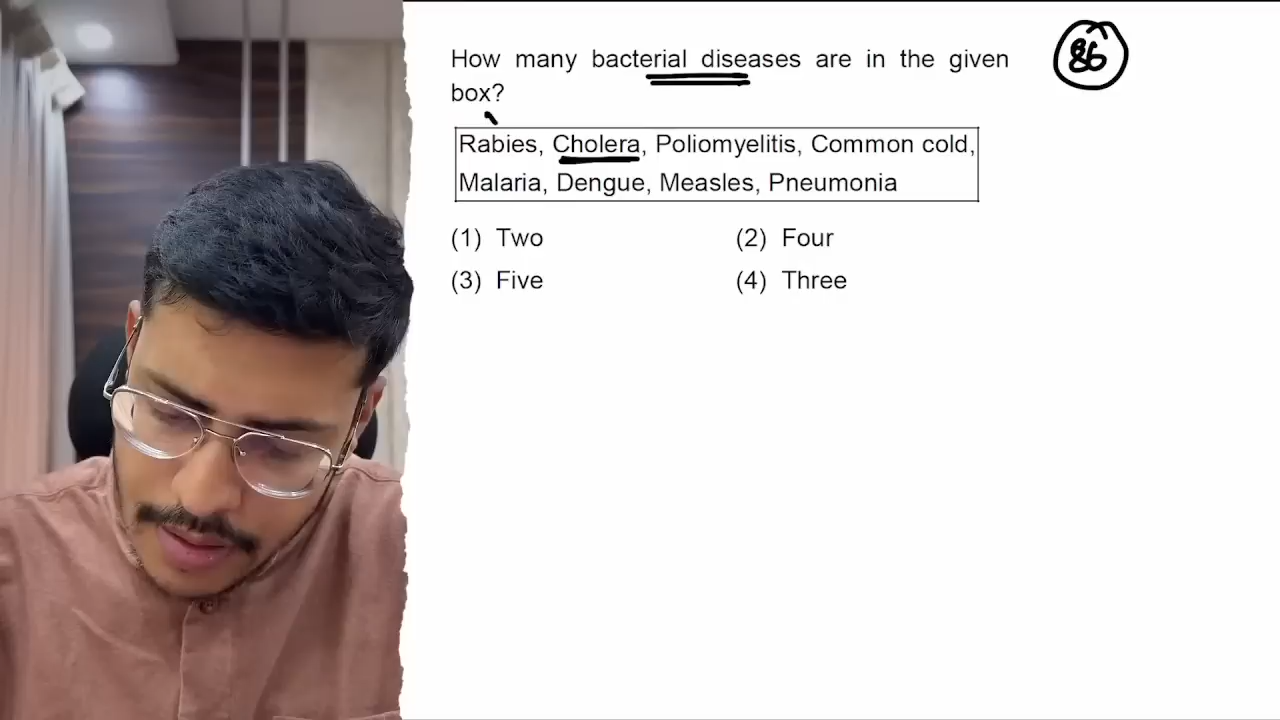 How many bacterial diseases are in the given
box?
86
Rabies, Cholera, Poliomyelitis, Common cold,
Malaria, Dengue, Measles, Pneumonia
(1) Two
(2) Four
(3) Five
(4) Three